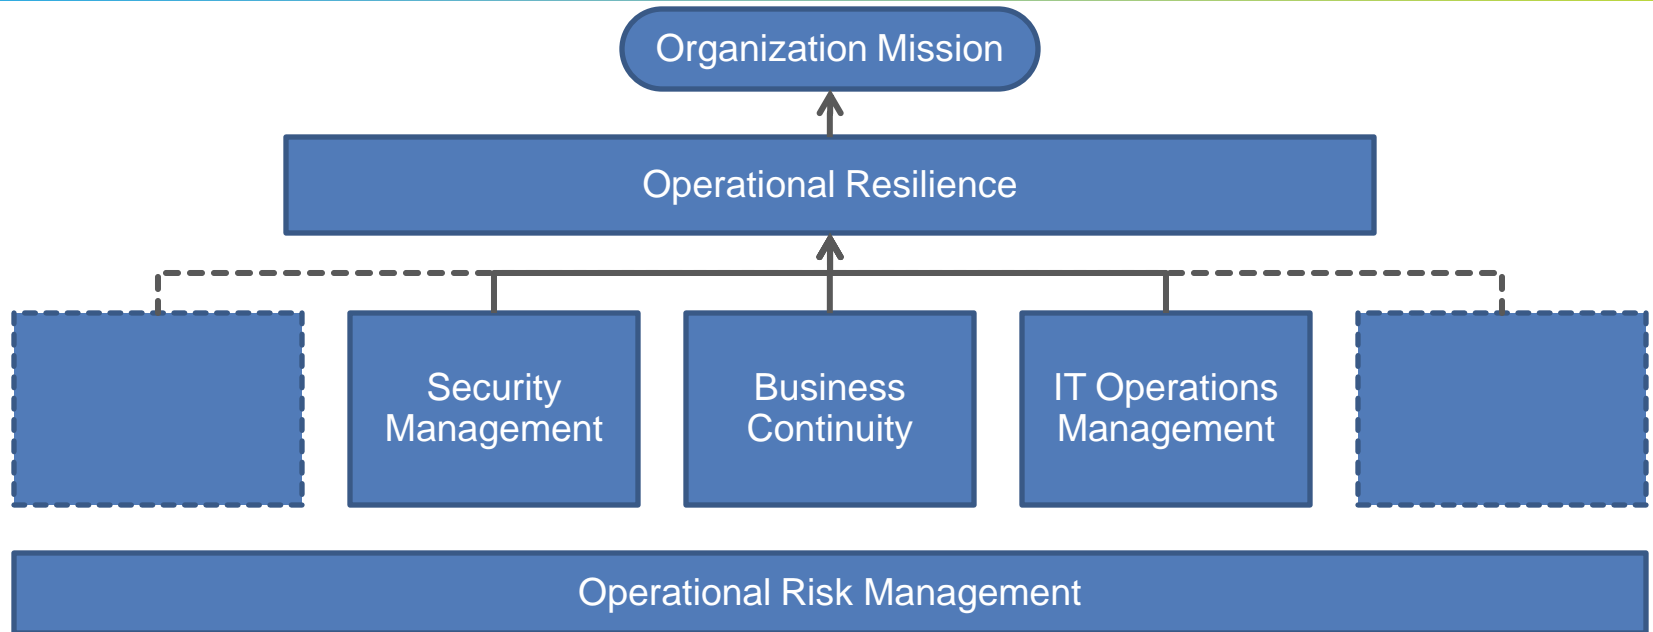 Organization Mission
Operational Resilience
Security
Management
Business
Continuity
IT Operations
Management
Operational Risk Management